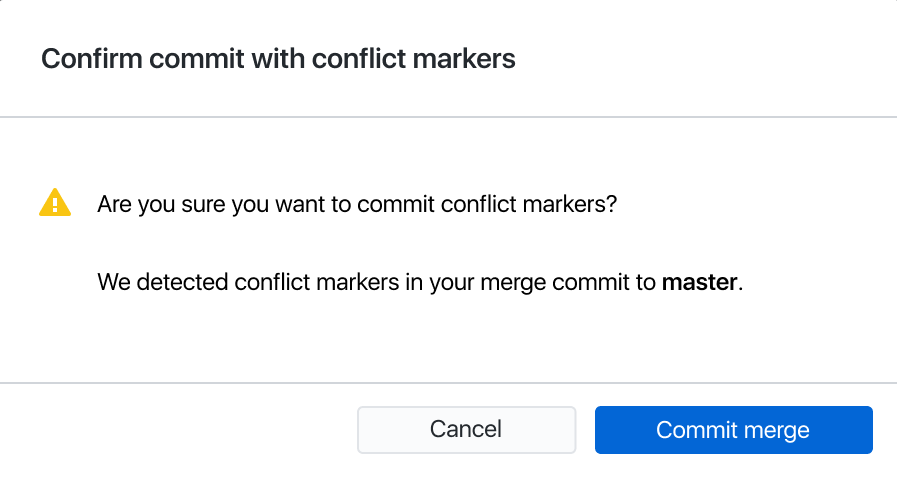 Confirm commit with conflict markers
Are you sure you want to commit conflict markers?
We detected conflict markers in your merge commit to master.
Cancel
Commit merge